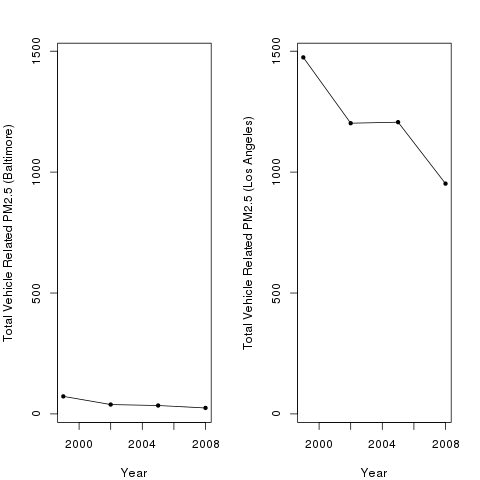 Total Vehicle Related PM2.5 (Baltimore)
1500
1000
500
0
2000 2004 2008
Year
Total Vehicle Related PM2.5 (Los Angeles)
1500
1000
500
0
2000 2004 2008
Year